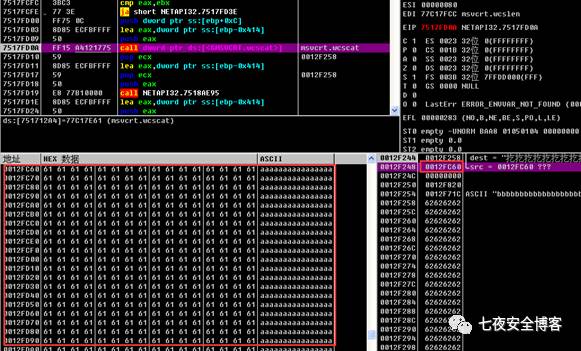 7517FCFC . 3BC3 cmp eax,ebx
7517FCFE . 77 3E ja short NETAPI32.7517FD3E
FF75 0C push dword ptr ss:[ebp+0xC]
8D85 ECFBFFFF lea eax,dword ptr ss:[ebp-0x414]
7517FD09 50 push eax
7517FD0A FF15 A4121775 call dword ptr ds:[<&MSVCRT.wcscat>] msvcrt.wcscat
7517FD10 59 pop ecx 0012F258
7517FD11 8D85 ECFBFFFF lea eax,dword ptr ss:[ebp-0x414]
7517FD17 59 pop ecx 0012F258
50 push eax
7517FD19 E8 77B10000 call NETAPI32.7518AE95
7517FD1E 8D85 ECFBFFFF lea eax,dword ptr ss:[ebp-0x414]
7517FD24 50 push eax
ds:[751712A4]=77C17E61 (msvcrt.wcscat)
ESI 00000080
EDI 77C17FCC msvcrt.wcslen
EIP 7517FD0A NETAPI32.7517FD0A
C 1 ES 0023 32位 0(FFFFFFFF)
P 0 CS 001B 32位 0(FFFFFFFF)
A 0 SS 0023 32位 0(FFFFFFFF)
Z 0 DS 0023 32位 0(FFFFFFFF)
S 1 FS 003B 32位 7FFDD000(FFF)
T 0 GS 0000 NULL
D 0
O 0 LastErr ERROR_ENVVAR_NOT_FOUND (
EFL 00000283 (NO,B,NE,BE,S,PO,L,LE)
ST0 empty -UNORM BAA8 01050104 00000000
ST1 empty 0.0
ST2 empty 0.0
地址 HEX 数据 ASCII
0012FC60 61 61 61 61 61 61 61 61 61 61 61 61 61 61 61 61 aaaaaaaaaaaaaaaa
0012FC70 61 61 61 61 61 61 61 61 61 61 61 61 61 61 61 61 aaaaaaaaaaaaaaaa
0012FC80 61 61 61 61 61 61 61 61 61 61 61 61 61 61 61 61 aaaaaaaaaaaaaaaa
0012FC90 61 61 61 61 61 61 61 61 61 61 61 61 61 61 61 61 aaaaaaaaaaaaaaaa
0012FCA0 61 61 61 61 61 61 61 61 61 61 61 61 61 61 61 61 aaaaaaaaaaaaaaaa
0012FCB0 61 61 61 61 61 61 61 61 61 61 61 61 61 61 61 61 aaaaaaaaaaaaaaaa
0012FCC0 61 61 61 61 61 61 61 61 61 61 61 61 61 61 61 61 aaaaaaaaaaaaaaaa
0012FCD0 61 61 61 61 61 61 61 61 61 61 61 61 61 61 61 61 aaaaaaaaaaaaaaaa
0012FCE0 61 61 61 61 61 61 61 61 61 61 61 61 61 61 61 61 aaaaaaaaaaaaaaaa
0012FCF0 61 61 61 61 61 61 61 61 61 61 61 61 61 61 61 61 aaaaaaaaaaaaaaaa
0012FD00 61 61 61 61 61 61 61 61 61 61 61 61 61 61 61 61 aaaaaaaaaaaaaaaa
0012FD10 61 61 61 61 61 61 61 61 61 61 61 61 61 61 61 61 aaaaaaaaaaaaaaaa
0012FD20 61 61 61 61 61 61 61 61 61 61 61 61 61 61 61 61 aaaaaaaaaaaaaaaa
0012FD30 61 61 61 61 61 61 61 61 61 61 61 61 61 61 61 61 aaaaaaaaaaaaaaaa
0012FD40 61 61 61 61 61 61 61 61 61 61 61 61 61 61 61 61 aaaaaaaaaaaaaaaa
0012FD50 61 61 61 61 61 61 61 61 61 61 61 61 61 61 61 61 aaaaaaaaaaaaaaaa
0012FD60 61 61 61 61 61 61 61 61 61 61 61 61 61 61 61 61 aaaaaaaaaaaaaaaa
0012FD70 61 61 61 61 61 61 61 61 61 61 61 61 61 61 61 61 aaaaaaaaaaaaaaaa
0012FD80 61 61 61 61 61 61 61 61 61 61 61 61 61 61 61 61 aaaaaaaaaaaaaaaa
0012FD90 61 61 61 61 61 61 61 61 61 61 61 61 61 61 61 61 aaaaaaaaaaaaaaaa
0012F244 0012F258 dest =
0012F248 0012FC60 src = 0012FC60 ???
0012F24C 00000000
0012F250 0012F820
0012F254 0012F71C ASCII "bbbbbbbbbbbbbbbbbbb
0012F258 62626262
0012F25C 62626262
0012F260 62626262
0012F264 62626262
0012F268 62626262
0012F26C 62626262
0012F270 62626262
0012F274 62626262
0012F278 62626262
0012F27C 62626262
0012F280 62626262
0012F284 62626262
0012F288 62626262
0012F28C 62626262
0012F290 62626262
七夜安全博客